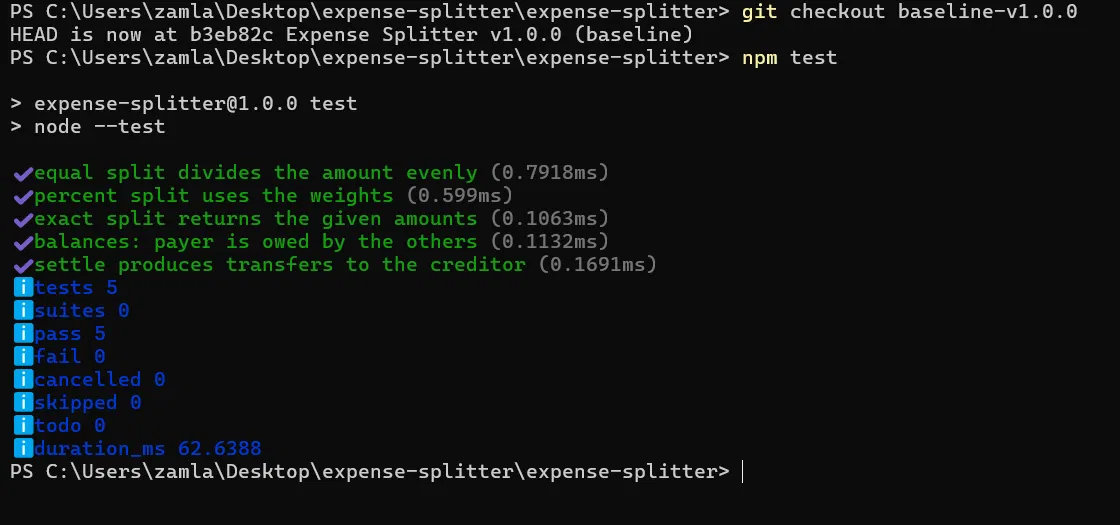 PS C:\Users\zamla\Desktop\expense-splitter\expense-splitter> git checkout baseline-v1.0.0
HEAD is now at b3eb82c Expense Splitter v1.0.0 (baseline)
PS C:\Users\zamla\Desktop\expense-splitter\expense-splitter> npm test
> expense-splitter@1.0.0 test
> node --test
✔equal split divides the amount evenly (0.7918ms)
✔percent split uses the weights (0.599ms)
✔exact split returns the given amounts (0.1063ms)
✔balances: payer is owed by the others (0.1132ms)
✔settle produces transfers to the creditor (0.1691ms)
ℹtests 5
ℹsuites 0
ℹpass 5
ℹfail 0
ℹcancelled 0
ℹskipped 0
ℹtodo 0
ℹduration_ms 62.6388
PS C:\Users\zamla\Desktop\expense-splitter\expense-splitter>